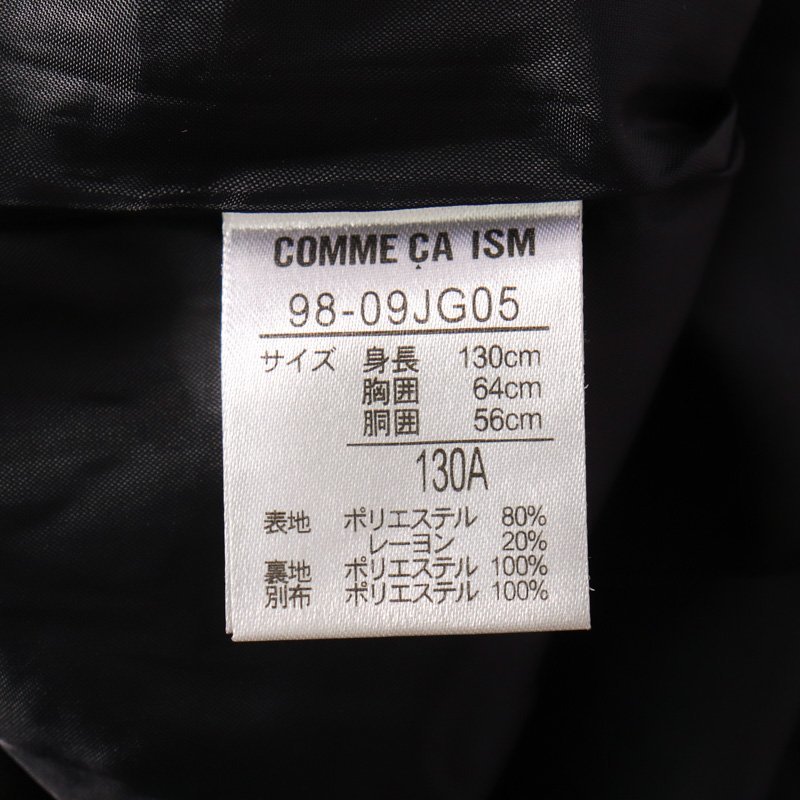 COMME ÇA ISM
98-09JG05
サイズ 身長 130cm
胸囲 64cm
胴囲 56cm
130A
表地 ポリエステル 80%
レーヨン 20%
裏地 ポリエステル 100%
別布 ポリエステル 100%